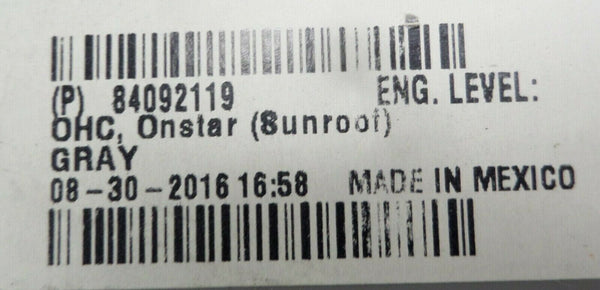 (P) 84092119 ENG. LEVEL:
OHC, Onstar (Sunroof)
GRAY
08-30-2016 16:58 MADE IN MEXICO